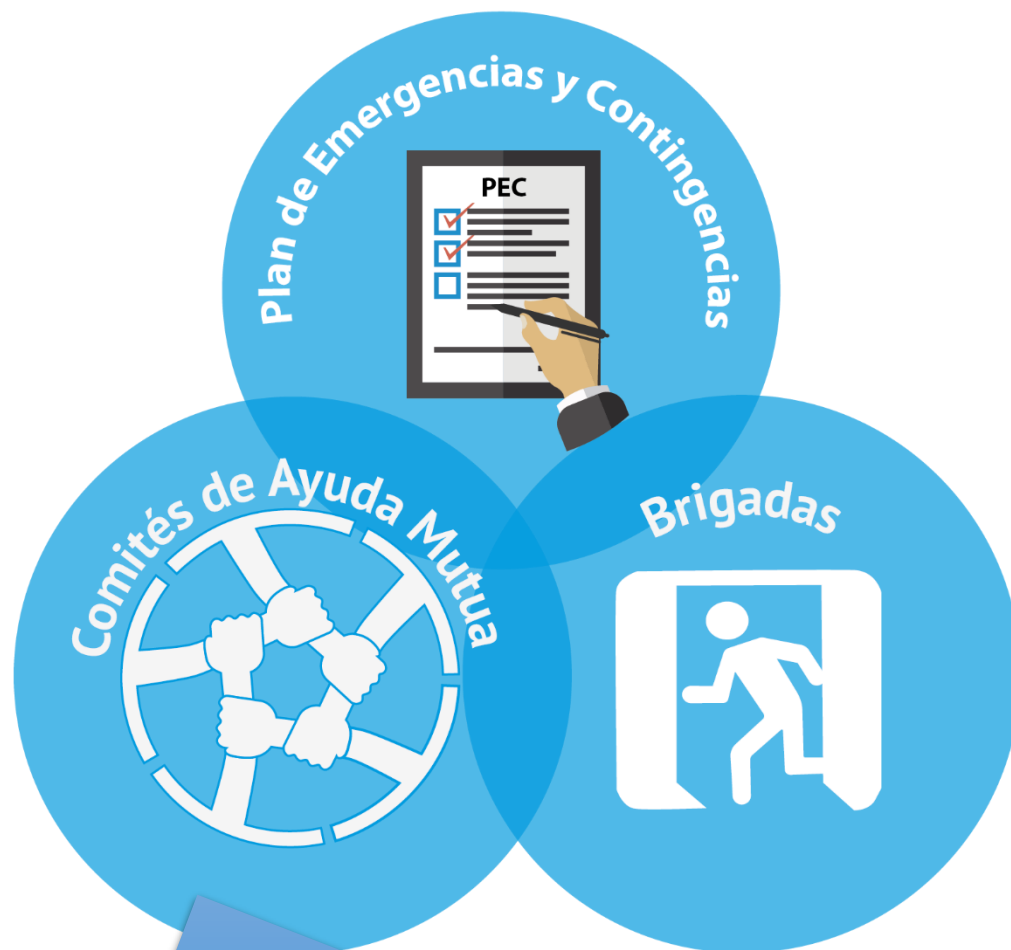 Plan de Emergencias y Contingencias
PEC
Comités de Ayuda Mutua
Brigadas